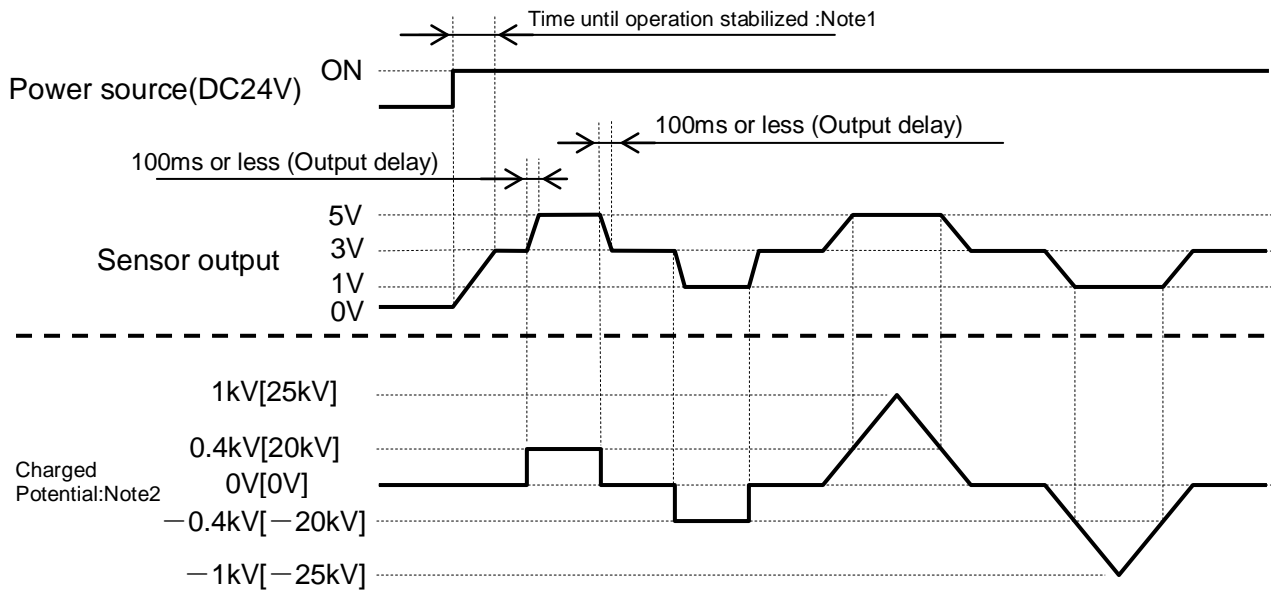 Time until operation stabilized :Note1
Power source(DC24V)
ON
100ms or less (Output delay)
100ms or less (Output delay)
Sensor output
5V
3V
1V
0V
1kV[25kV]
0.4kV[20kV]
Charged
Potential:Note2
0V[0V]
－0.4kV[－20kV]
－1kV[－25kV]